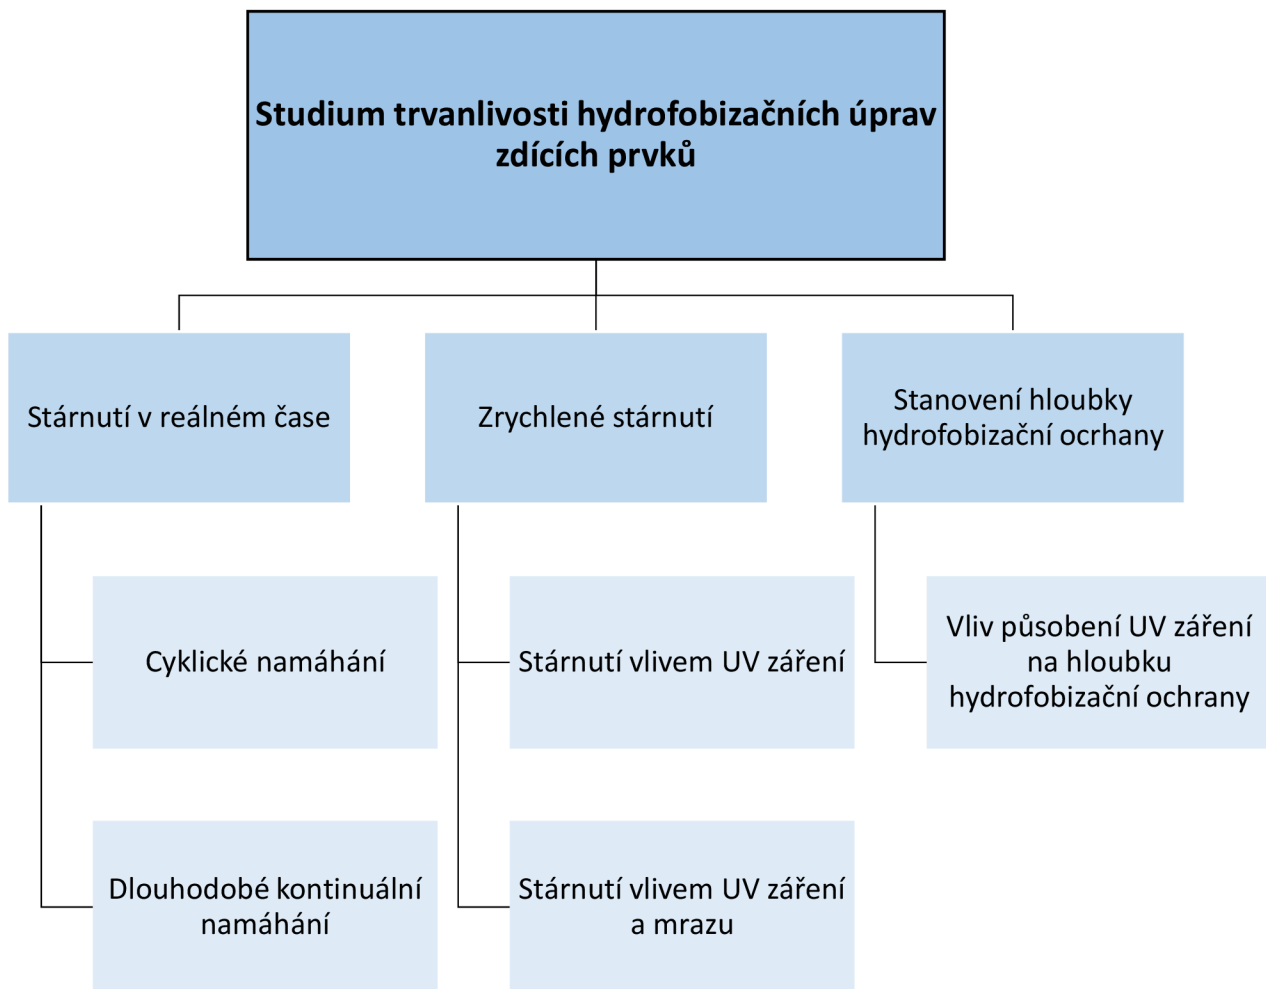 Studium trvanlivosti hydrofobizačních úprav
zdících prvků
Stárnutí v reálném čase
Zrychlené stárnutí
Stanovení hloubky
hydrofobizační ocrhany
Cyklické namáhání
Stárnutí vlivem UV záření
Vliv působení UV záření
na hloubku
hydrofobizační ochrany
Dlouhodobé kontinuální
namáhání
Stárnutí vlivem UV záření
a mrazu